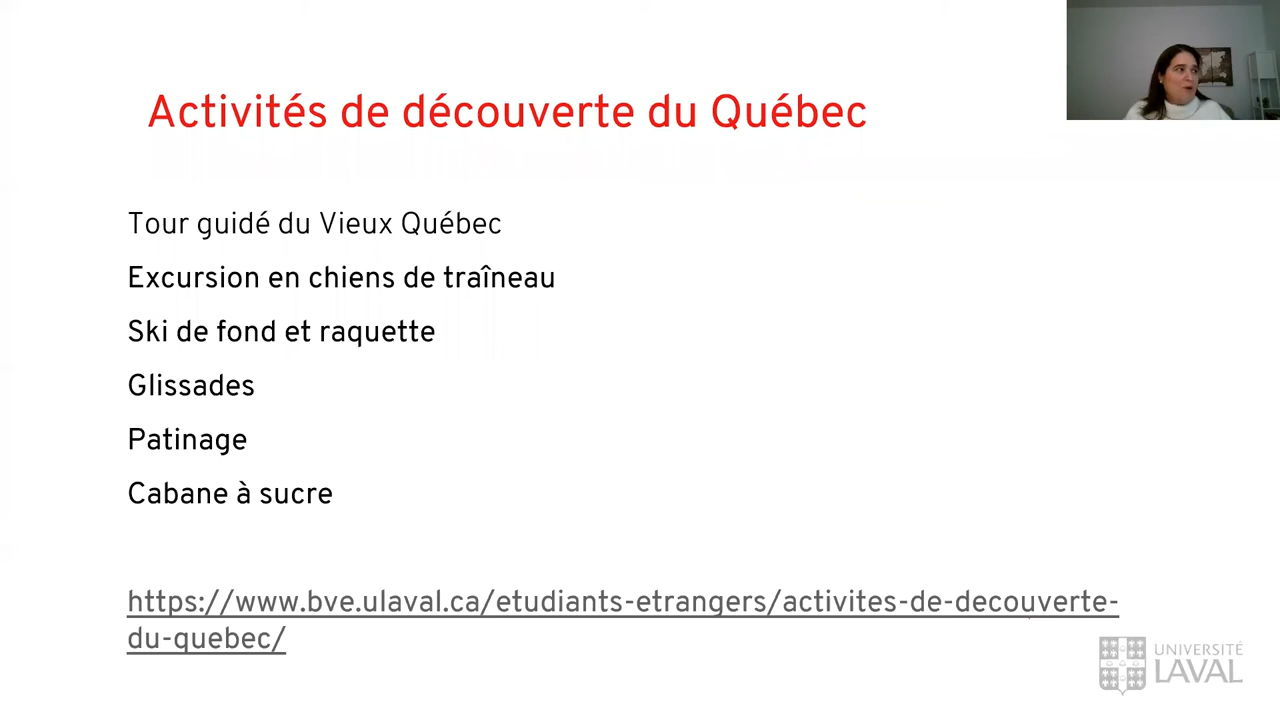 Activités de découverte du Québec
Tour guidé du Vieux Québec
Excursion en chiens de traîneau
Ski de fond et raquette
Glissades
Patinage
Cabane à sucre
https://www.bve.ulaval.ca/etudiants-etrangers/activites-de-decouverte-
du-quebec/
UNIVERSITÉ
LAVAL